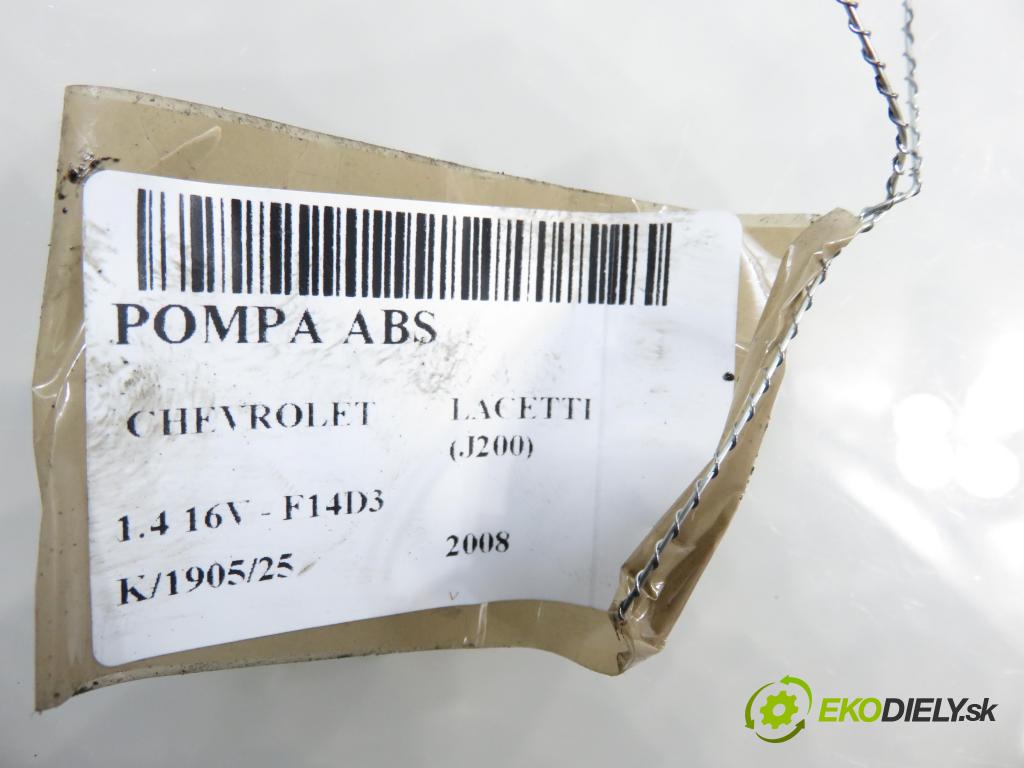 POMPA ABS
CHEVROLET LACETTI
(J200)
1.4 16V - F14D3
2008
K/1905/25
EKODIELY.sk